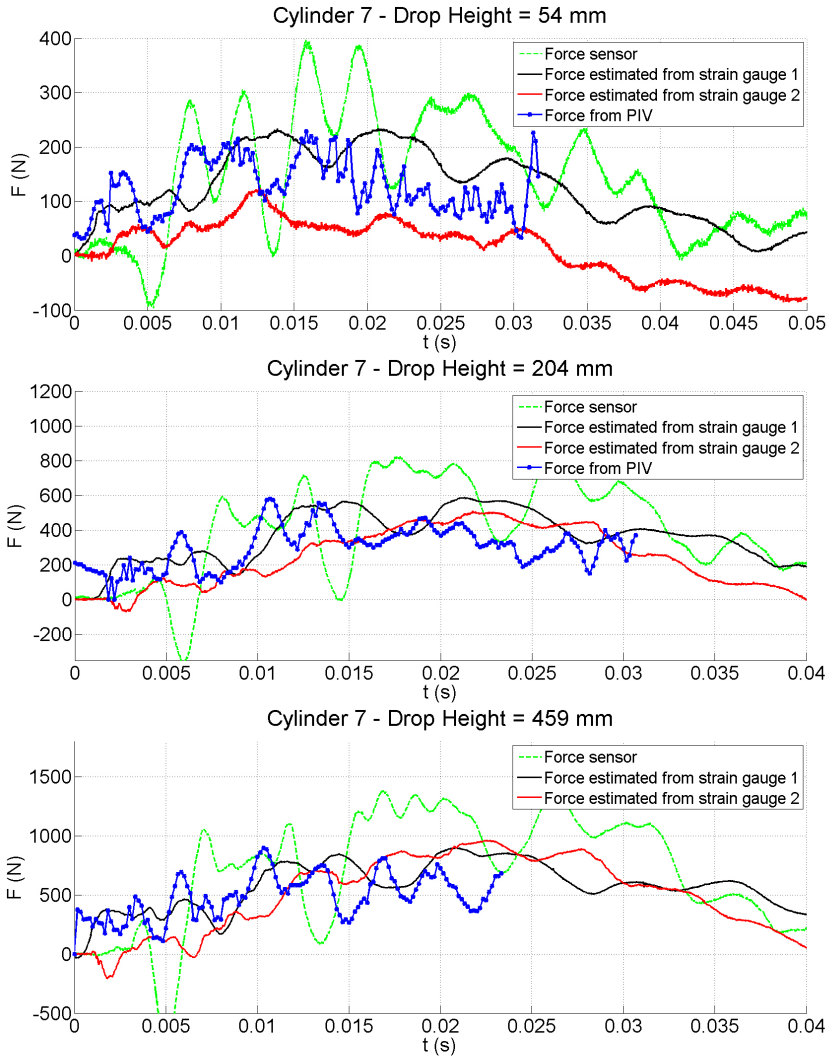 Cylinder 7 - Drop Height = 54 mm
400
300
200
100
0
-100
F (N)
Force sensor
Force estimated from strain gauge 1
Force estimated from strain gauge 2
Force from PIV
0 0.005 0.01 0.015 0.02 0.025 0.03 0.035 0.04 0.045 0.05
t (s)
Cylinder 7 - Drop Height = 204 mm
1200
1000
800
600
400
200
0
-200
F (N)
Force sensor
Force estimated from strain gauge 1
Force estimated from strain gauge 2
Force from PIV
0 0.005 0.01 0.015 0.02 0.025 0.03 0.035 0.04
t (s)
Cylinder 7 - Drop Height = 459 mm
1500
1000
500
0
-500
F (N)
Force sensor
Force estimated from strain gauge 1
Force estimated from strain gauge 2
0 0.005 0.01 0.015 0.02 0.025 0.03 0.035 0.04
t (s)